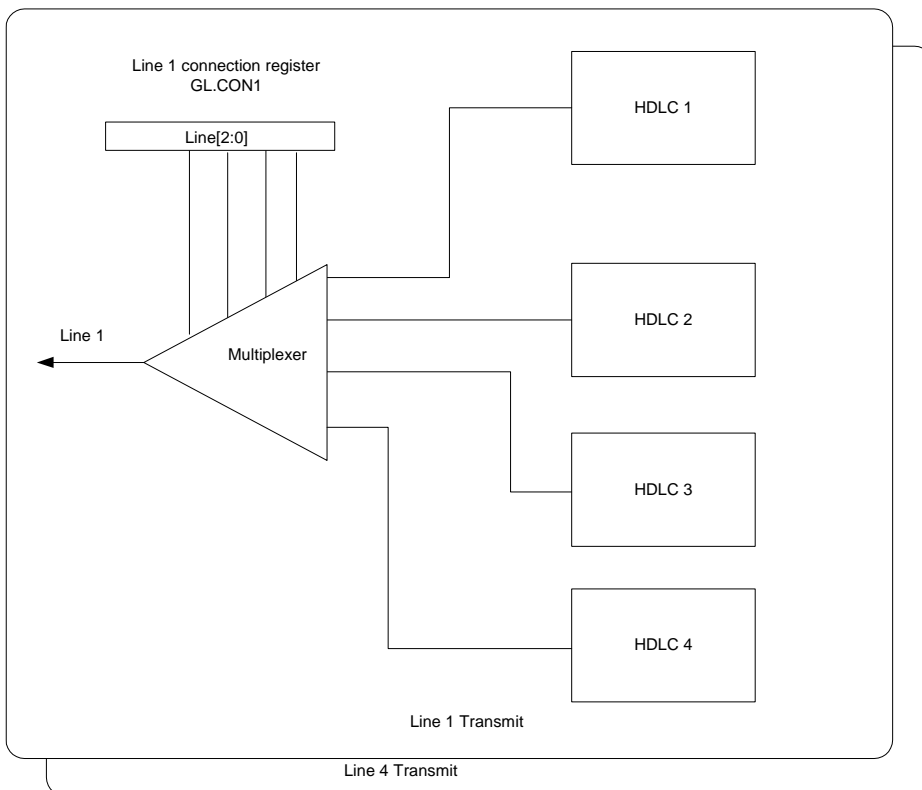 Line 1 connection register
GL.CON1
Line[2:0]
HDLC 1
HDLC 2
Line 1
Multiplexer
HDLC 3
HDLC 4
Line 1 Transmit
Line 4 Transmit